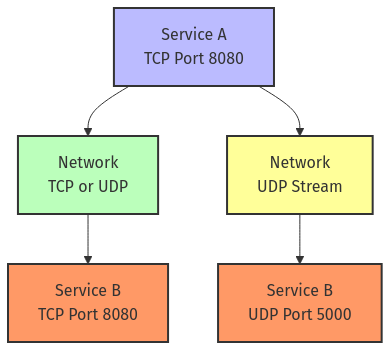 Service A
TCP Port 8080
Network
TCP or UDP
Network
UDP Stream
Service B
TCP Port 8080
Service B
UDP Port 5000